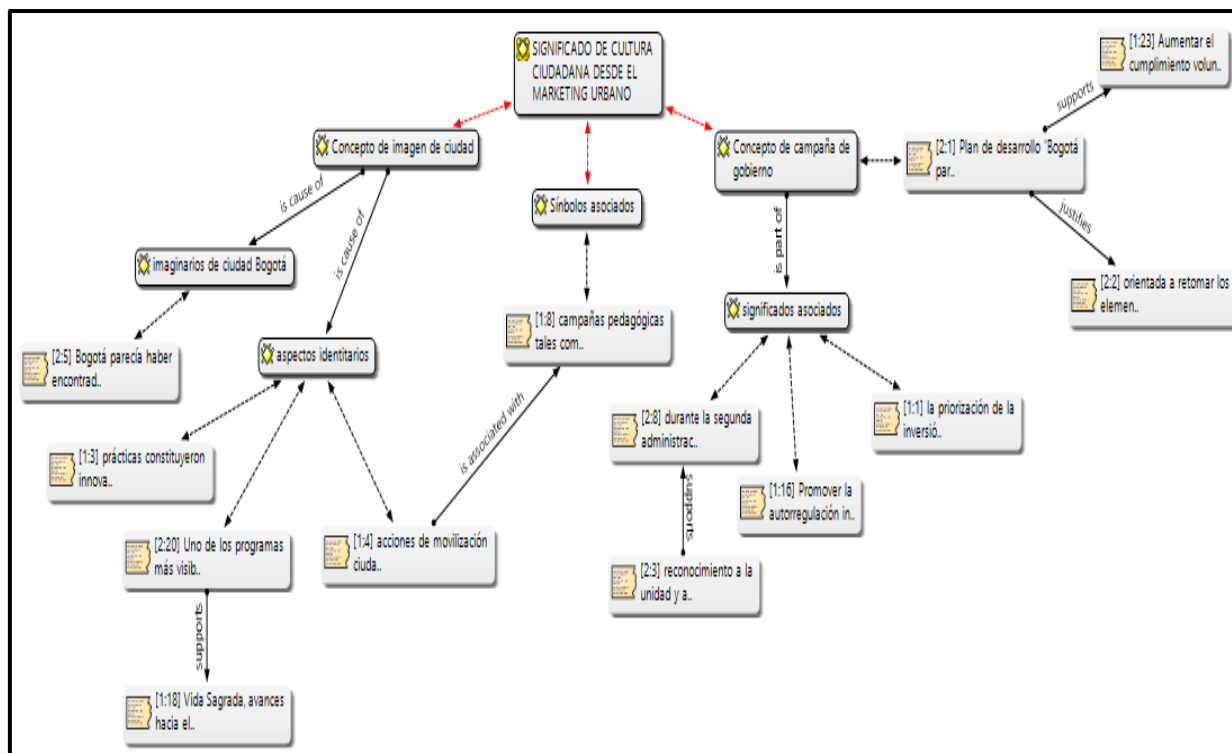 SIGNIFICADO DE CULTURA
CIUDADANA DESDE EL
MARKETING URBANO
[1:23] Aumentar el
cumplimiento volun..
supports
Concepto de imagen de ciudad
Concepto de campaña de
gobierno
[2:1] Plan de desarrollo "Bogotá
par..
is cause of
is cause of
Sínbolos asociados
is part of
justifies
imaginarios de ciudad Bogotá
[2:2] orientada a retomar los
elemen..
[1:8] campañas pedagógicas
tales com..
significados asociados
[2:5] Bogotá parecía haber
encontrad..
aspectos identitarios
is associated with
[2:8] durante la segunda
administrac..
[1:1] la priorización de la
inversió..
[1:3] prácticas constituyeron
innova..
supports
[1:16] Promover la
autorregulación in..
[2:20] Uno de los programas
más visib..
[1:4] acciones de movilización
ciuda..
[2:3] reconocimiento a la
unidad y a..
supports
[1:18] Vida Sagrada, avances
hacia el..